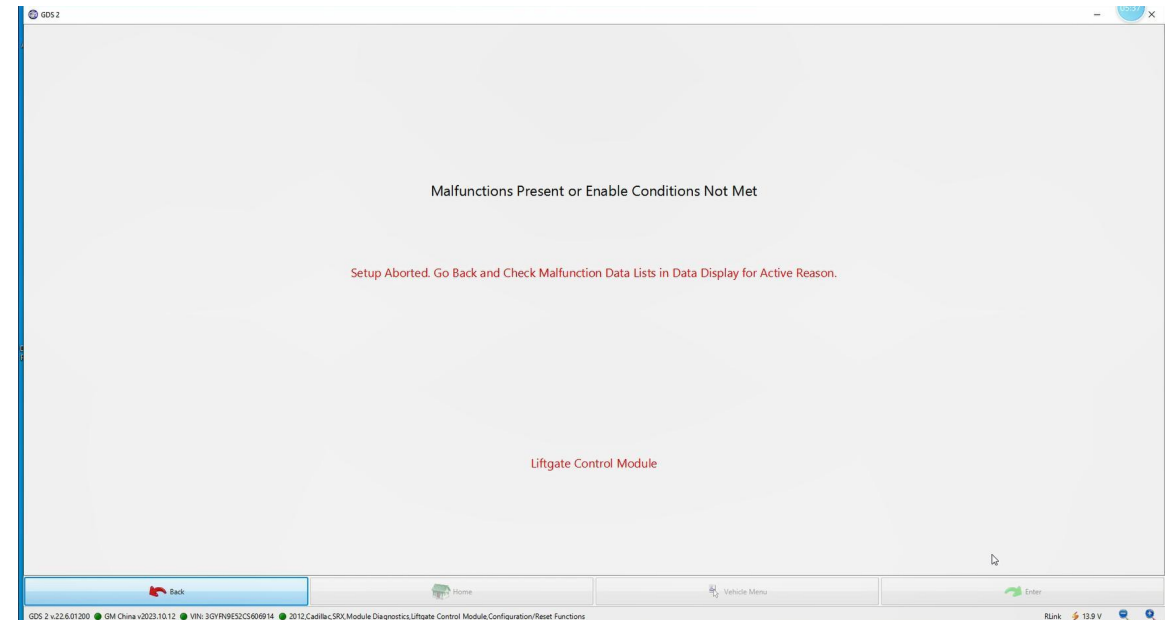 GDS 2
05:57
Malfunctions Present or Enable Conditions Not Met
Setup Aborted. Go Back and Check Malfunction Data Lists in Data Display for Active Reason.
Liftgate Control Module
Back
Home
Vehicle Menu
Enter
GDS 2 v.22.6.01200 GM China v2023.10.12 VIN: 3GYFN9E52CS606914 2012,Cadillac,SRX,Module Diagnostics,Liftgate Control Module,Configuration/Reset Functions RLink 13.9 V